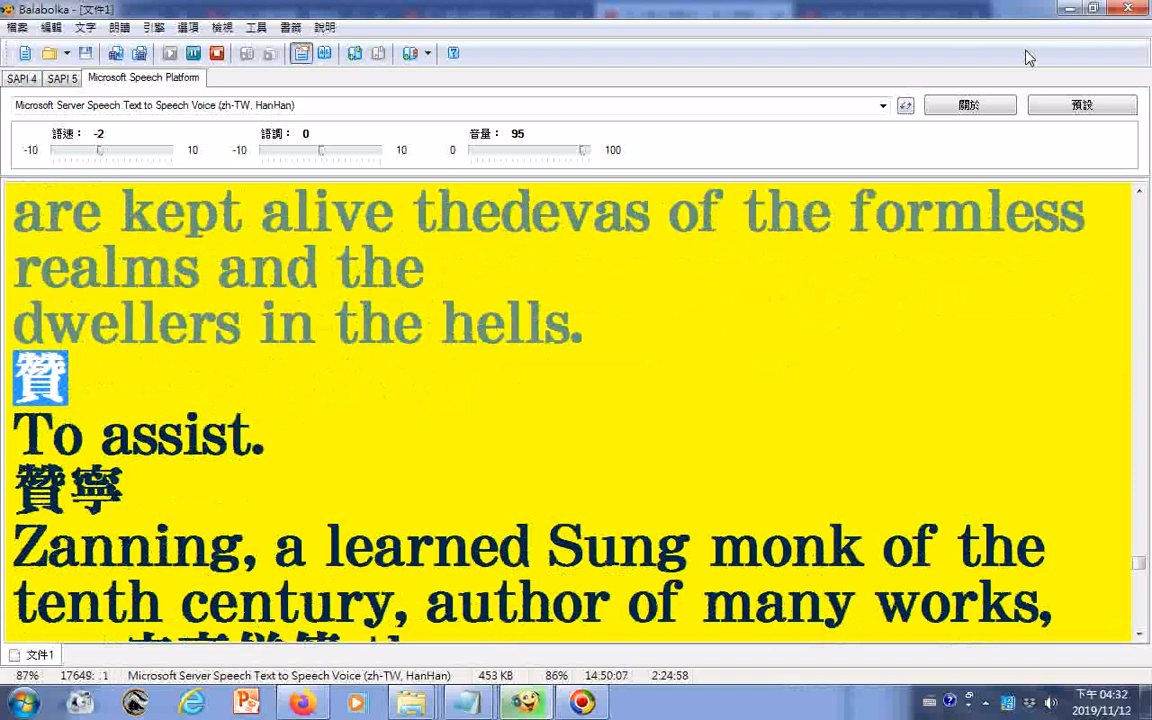 Balabolka - [文件1]
檔案 編輯 文字 朗讀 引擎 選項 檢視 工具 書籤 說明
SAPI 4 SAPI 5 Microsoft Speech Platform
Microsoft Server Speech Text to Speech Voice (zh-TW, HanHan) 關於 預設
語速： -2 語調： 0 音量： 95
-10 10 -10 10 0 100
are kept alive thedevas of the formless
realms and the
dwellers in the hells.
贊
To assist.
贊寧
Zanning, a learned Sung monk of the
tenth century, author of many works,
文件1
87% 17649: .1 Microsoft Server Speech Text to Speech Voice (zh-TW, HanHan) 453 KB 86% 14:50:07 2:24:58
下午 04:32
2019/11/12